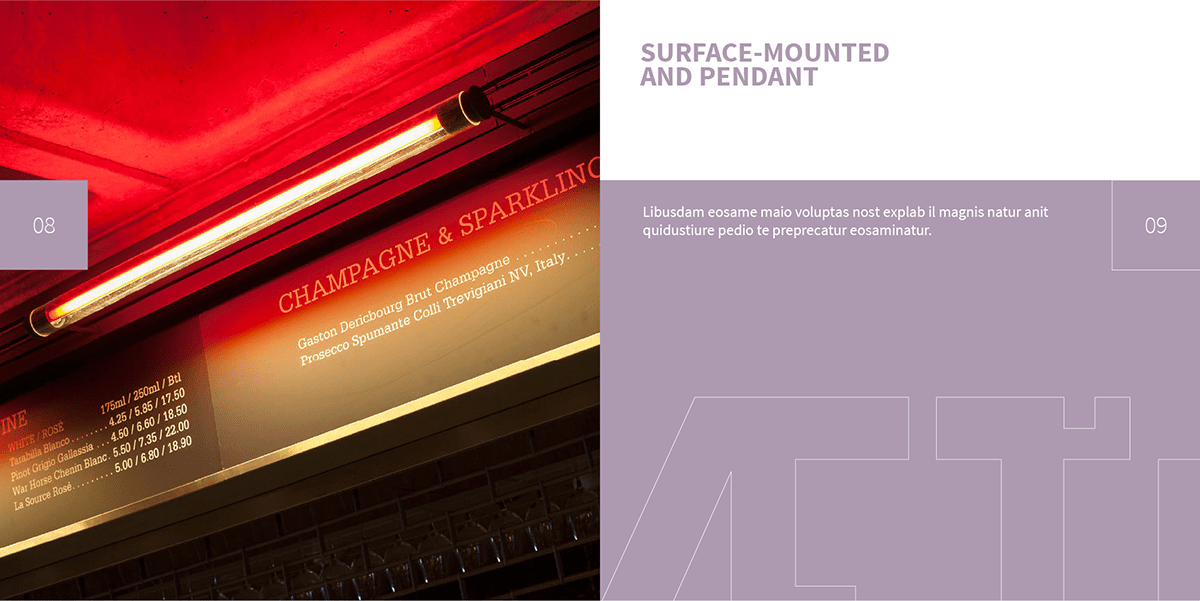 08
CHAMPAGNE & SPARKLING
Gaston Dericbourg Brut Champagne . . . . . . . . . . .
Prosecco Spumante Colli Trevigiani NV, Italy. . . . .
INE
175ml / 250ml / Btl
WHITE / ROSÉ
Tarabilla Blanco . . . . . . . . 4.25 / 5.85 / 17.50
Pinot Grigio Gallassia . . . 4.50 / 6.60 / 18.50
War Horse Chenin Blanc . 5.50 / 7.35 / 22.00
La Source Rosé . . . . . . . . . 5.00 / 6.80 / 18.90
SURFACE-MOUNTED
AND PENDANT
Libusdam eosame maio voluptas nost explab il magnis natur anit
quidustiure pedio te preprecatur eosaminatur.
09